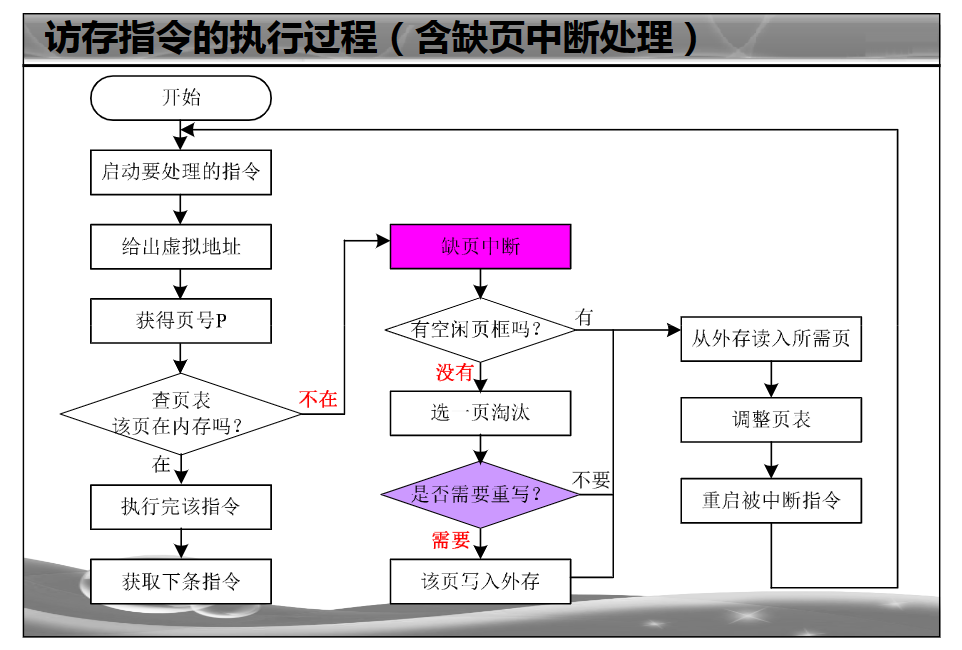 访存指令的执行过程（含缺页中断处理）
开始
启动要处理的指令
给出虚拟地址
获得页号P
查页表
该页在内存吗？
不在
在
执行完该指令
获取下条指令
缺页中断
有空闲页框吗？
有
没有
选一页淘汰
是否需要重写？
不要
需要
该页写入外存
从外存读入所需页
调整页表
重启被中断指令